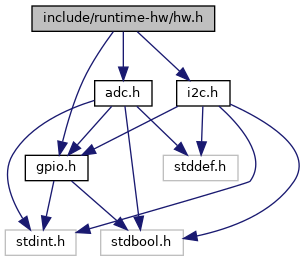 include/runtime-hw/hw.h
adc.h
i2c.h
gpio.h
stddef.h
stdint.h
stdbool.h